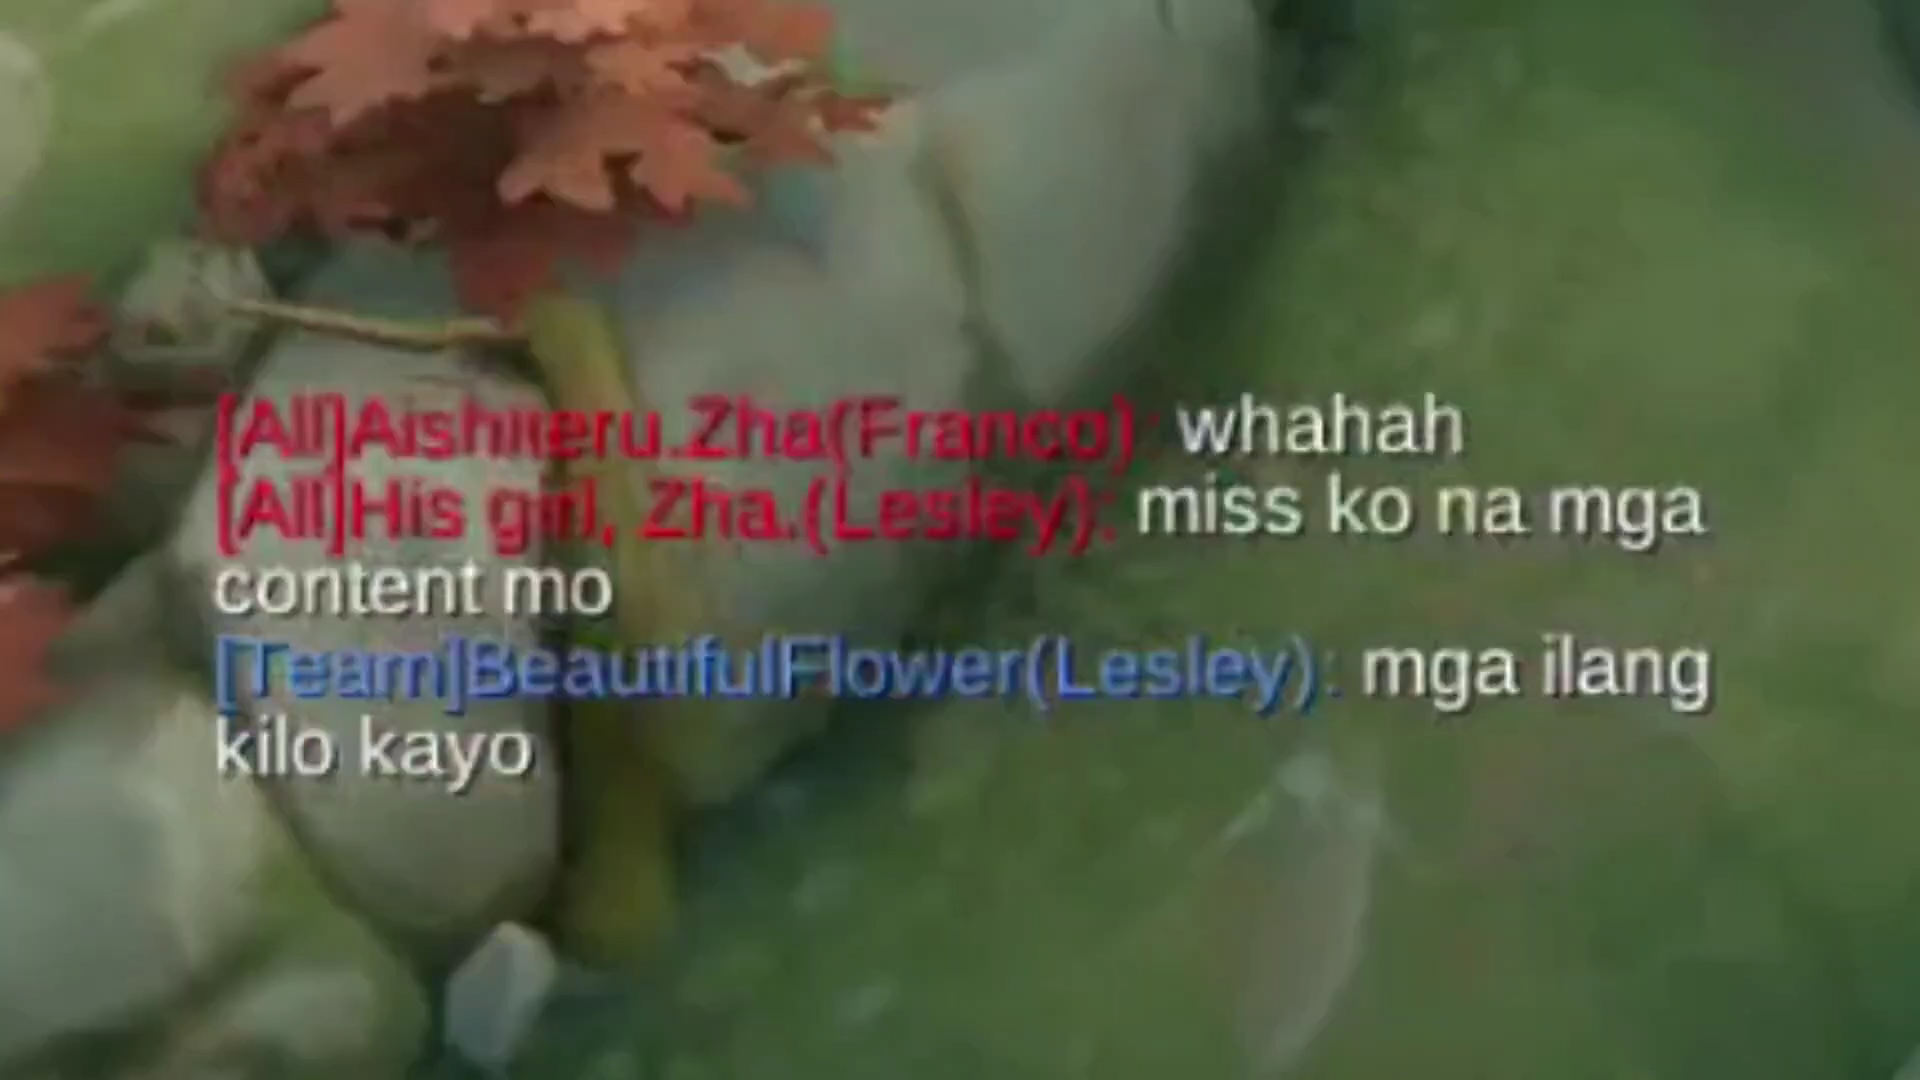 [All]Aishiteru.Zha(Franco): whahah
[All]His girl, Zha.(Lesley): miss ko na mga
content mo
[Team]BeautifulFlower(Lesley): mga ilang
kilo kayo